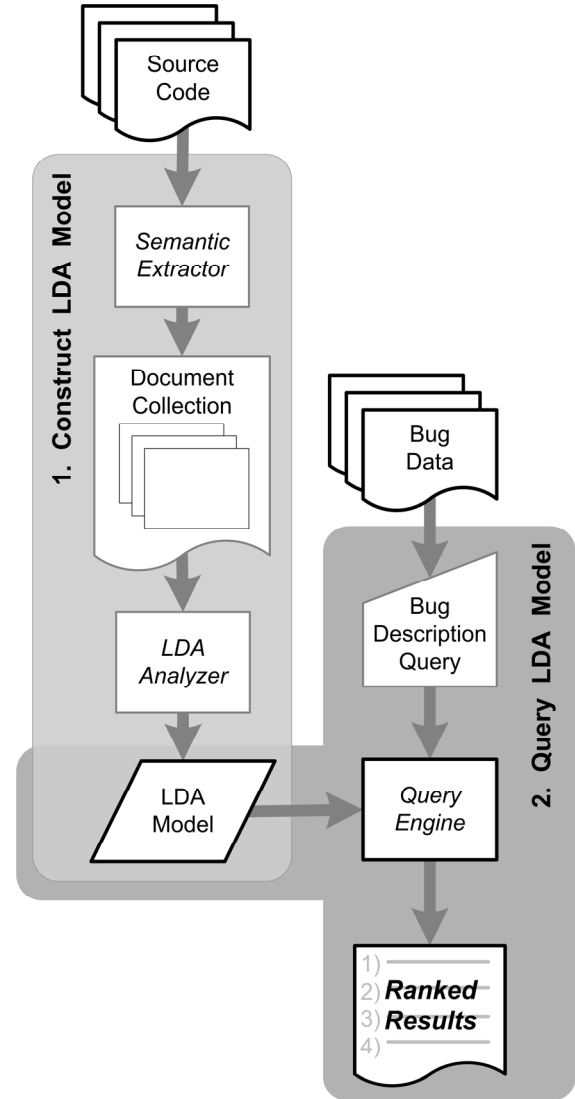 Source
Code
1. Construct LDA Model
Semantic
Extractor
Document
Collection
LDA
Analyzer
LDA
Model
Bug
Data
2. Query LDA Model
Bug
Description
Query
Query
Engine
1)
2)
3)
4)
Ranked
Results